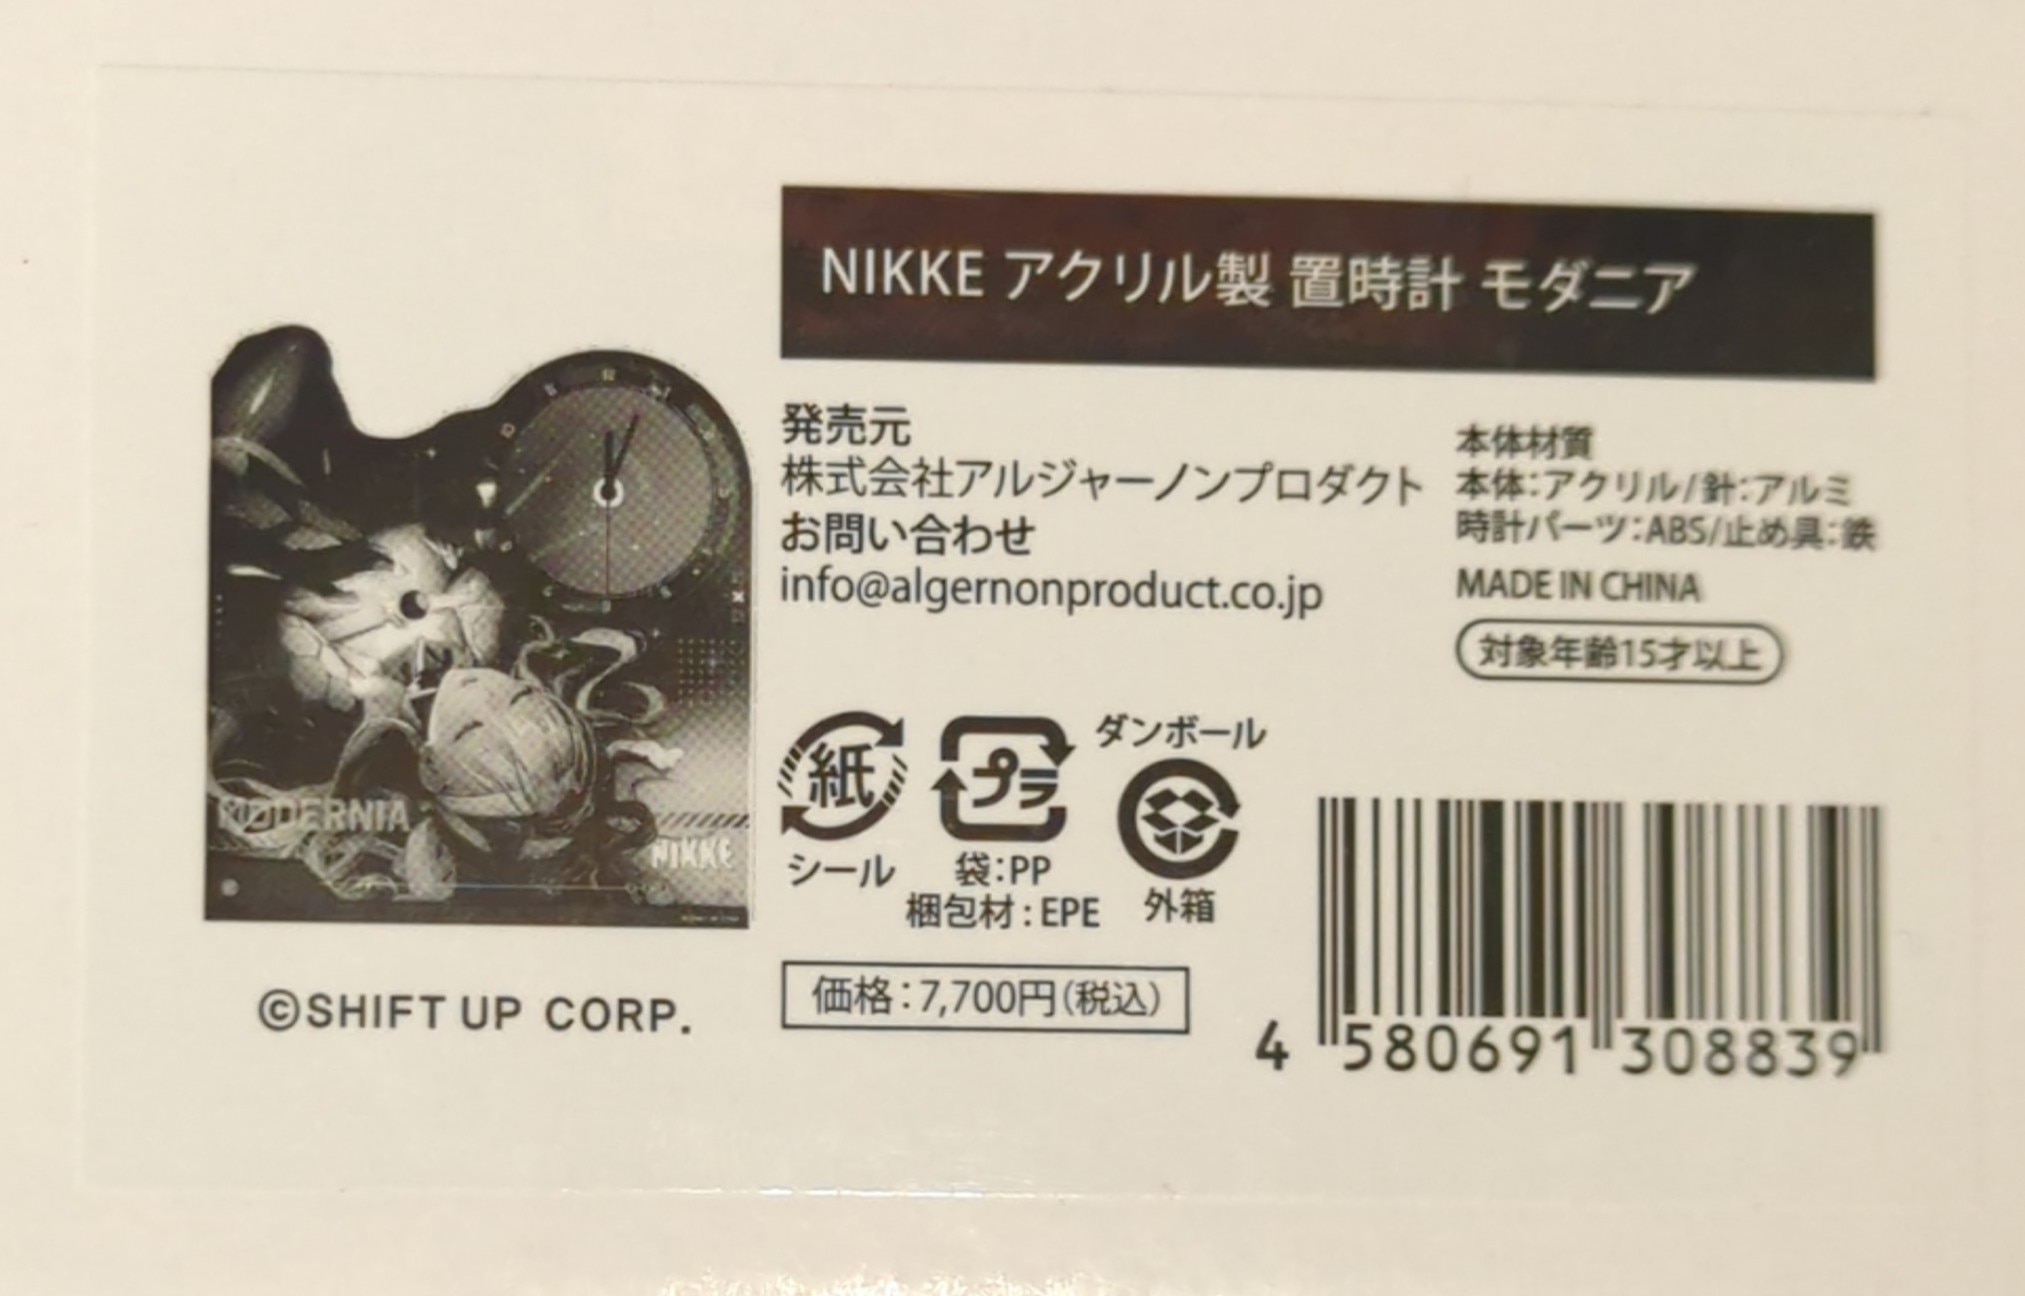 NIKKE アクリル製 置時計 モダニア
発売元
株式会社アルジャーノンプロダクト
お問い合わせ
info@algernonproduct.co.jp
本体材質
本体:アクリル/針:アルミ
時計パーツ:ABS/止め具:鉄
MADE IN CHINA
対象年齢15才以上
紙
シール
プラ
袋:PP
梱包材:EPE
ダンボール
外箱
価格:7,700円(税込)
4 580691 308839
MODERNIA
NIKKE
©SHIFT UP CORP.